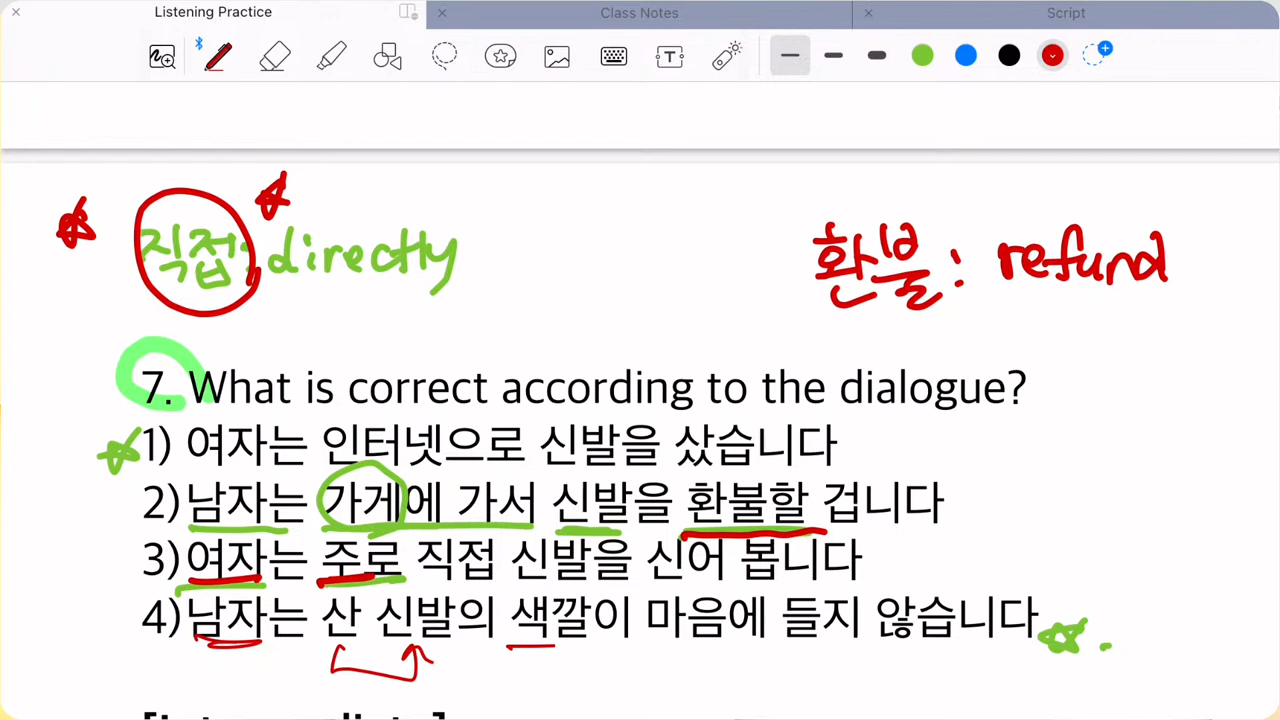 Listening Practice
Class Notes
Script
직접: directly
환불: refund
7. What is correct according to the dialogue?
1) 여자는 인터넷으로 신발을 샀습니다
2) 남자는 가게에 가서 신발을 환불할 겁니다
3) 여자는 주로 직접 신발을 신어 봅니다
4) 남자는 산 신발의 색깔이 마음에 들지 않습니다